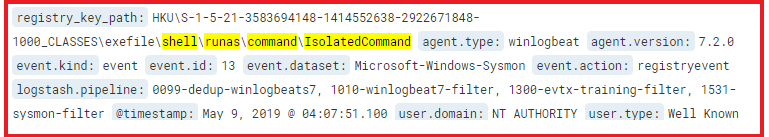 registry_key_path: HKU\S-1-5-21-3583694148-1414552638-2922671848-
1000_CLASSES\exefile\shell\runas\command\IsolatedCommand agent.type: winlogbeat agent.version: 7.2.0
event.kind: event event.id: 13 event.dataset: Microsoft-Windows-Sysmon event.action: registryevent
logstash.pipeline: 0099-dedup-winlogbeats7, 1010-winlogbeat7-filter, 1300-evtx-training-filter, 1531-
sysmon-filter @timestamp: May 9, 2019 @ 04:07:51.100 user.domain: NT AUTHORITY user.type: Well Known